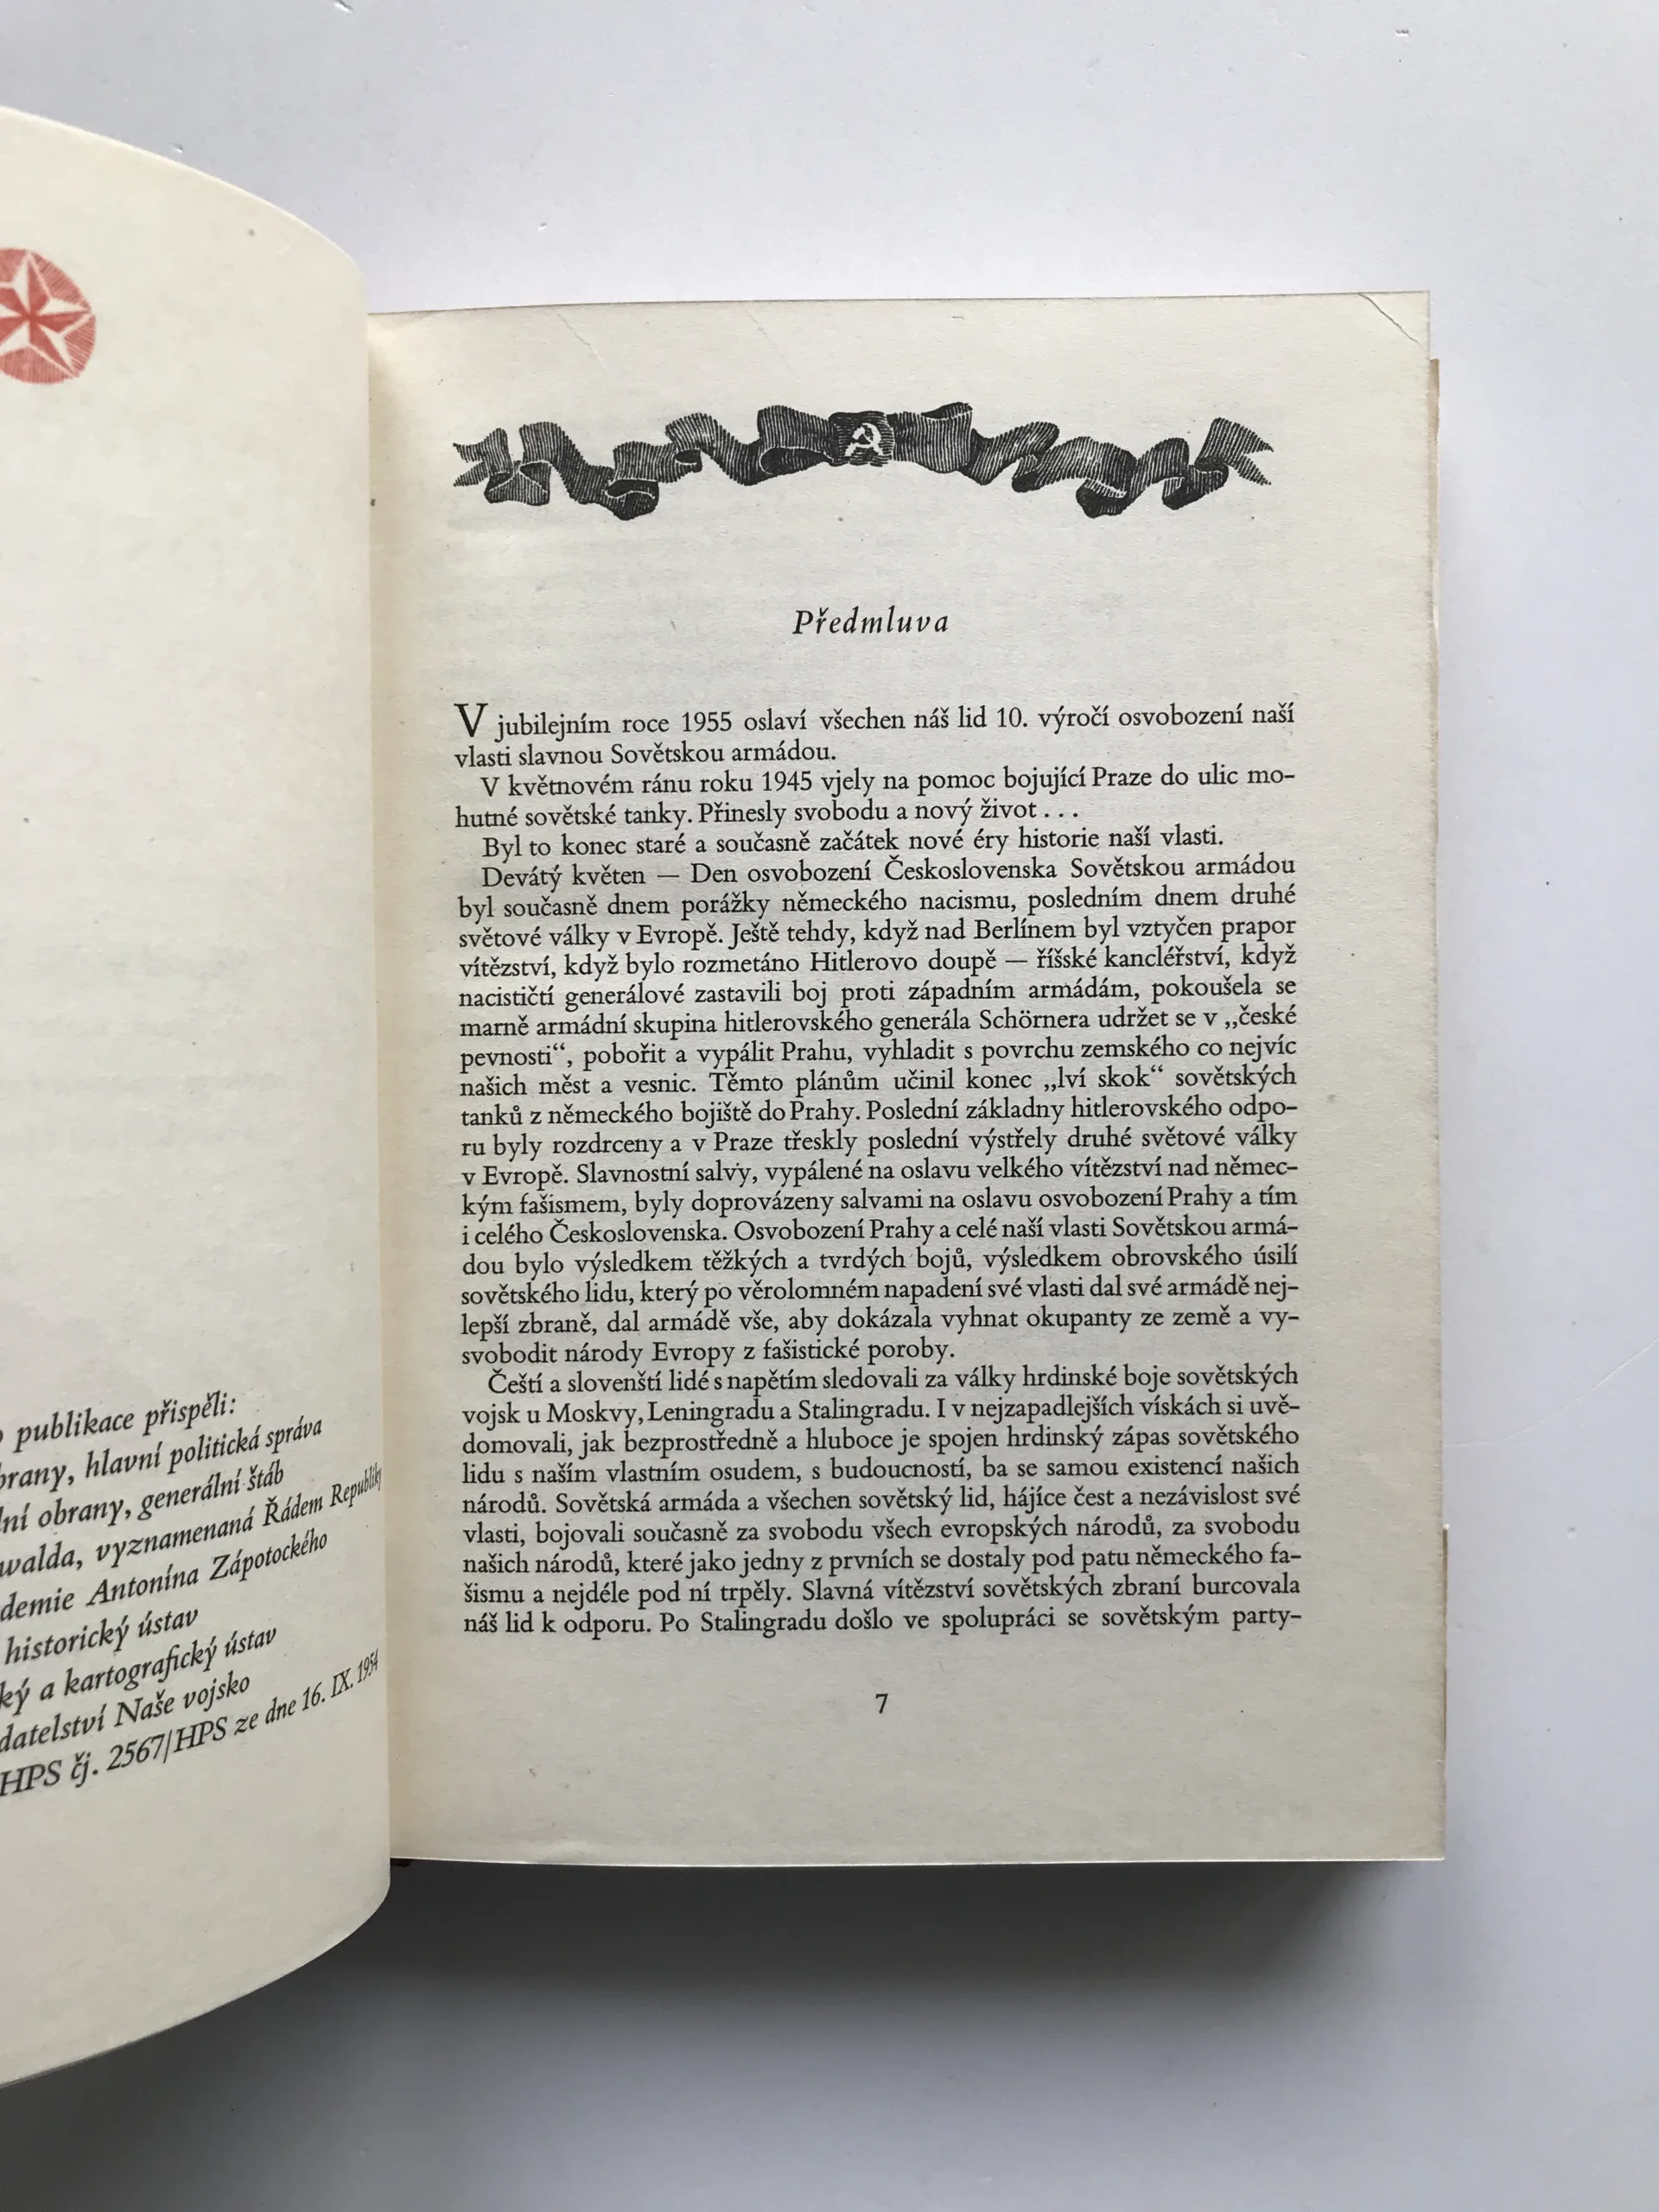 publikace přispěli:
hlavní politická správa
obrany, generální štáb
vyznamenaná Řádem Republiky
Antonína Zápotockého
historický ústav
a kartografický ústav
Naše vojsko
HPS čj. 2567/HPS ze dne 16. IX. 1954
Předmluva
V jubilejním roce 1955 oslaví všechen náš lid 10. výročí osvobození naší
vlasti slavnou Sovětskou armádou.
V květnovém ránu roku 1945 vjely na pomoc bojující Praze do ulic mo-
hutné sovětské tanky. Přinesly svobodu a nový život . . .
Byl to konec staré a současně začátek nové éry historie naší vlasti.
Devátý květen — Den osvobození Československa Sovětskou armádou
byl současně dnem porážky německého nacismu, posledním dnem druhé
světové války v Evropě. Ještě tehdy, když nad Berlínem byl vztyčen prapor
vítězství, když bylo rozmetáno Hitlerovo doupě — říšské kancléřství, když
nacističtí generálové zastavili boj proti západním armádám, pokoušela se
marně armádní skupina hitlerovského generála Schörnera udržet se v „české
pevnosti“, pobořit a vypálit Prahu, vyhladit s povrchu zemského co nejvíc
našich měst a vesnic. Těmto plánům učinil konec „lví skok“ sovětských
tanků z německého bojiště do Prahy. Poslední základny hitlerovského odpo-
ru byly rozdrceny a v Praze třeskly poslední výstřely druhé světové války
v Evropě. Slavnostní salvy, vypálené na oslavu velkého vítězství nad němec-
kým fašismem, byly doprovázeny salvami na oslavu osvobození Prahy a tím
i celého Československa. Osvobození Prahy a celé naší vlasti Sovětskou armá-
dou bylo výsledkem těžkých a tvrdých bojů, výsledkem obrovského úsilí
sovětského lidu, který po věrolomném napadení své vlasti dal své armádě nej-
lepší zbraně, dal armádě vše, aby dokázala vyhnat okupanty ze země a vy-
svobodit národy Evropy z fašistické poroby.
Čeští a slovenští lidé s napětím sledovali za války hrdinské boje sovětských
vojsk u Moskvy, Leningradu a Stalingradu. I v nejzapadlejších vískách si uvě-
domovali, jak bezprostředně a hluboce je spojen hrdinský zápas sovětského
lidu s naším vlastním osudem, s budoucností, ba se samou existencí našich
národů. Sovětská armáda a všechen sovětský lid, hájíce čest a nezávislost své
vlasti, bojovali současně za svobodu všech evropských národů, za svobodu
našich národů, které jako jedny z prvních se dostaly pod patu německého fa-
šismu a nejdéle pod ní trpěly. Slavná vítězství sovětských zbraní burcovala
náš lid k odporu. Po Stalingradu došlo ve spolupráci se sovětským party-
7